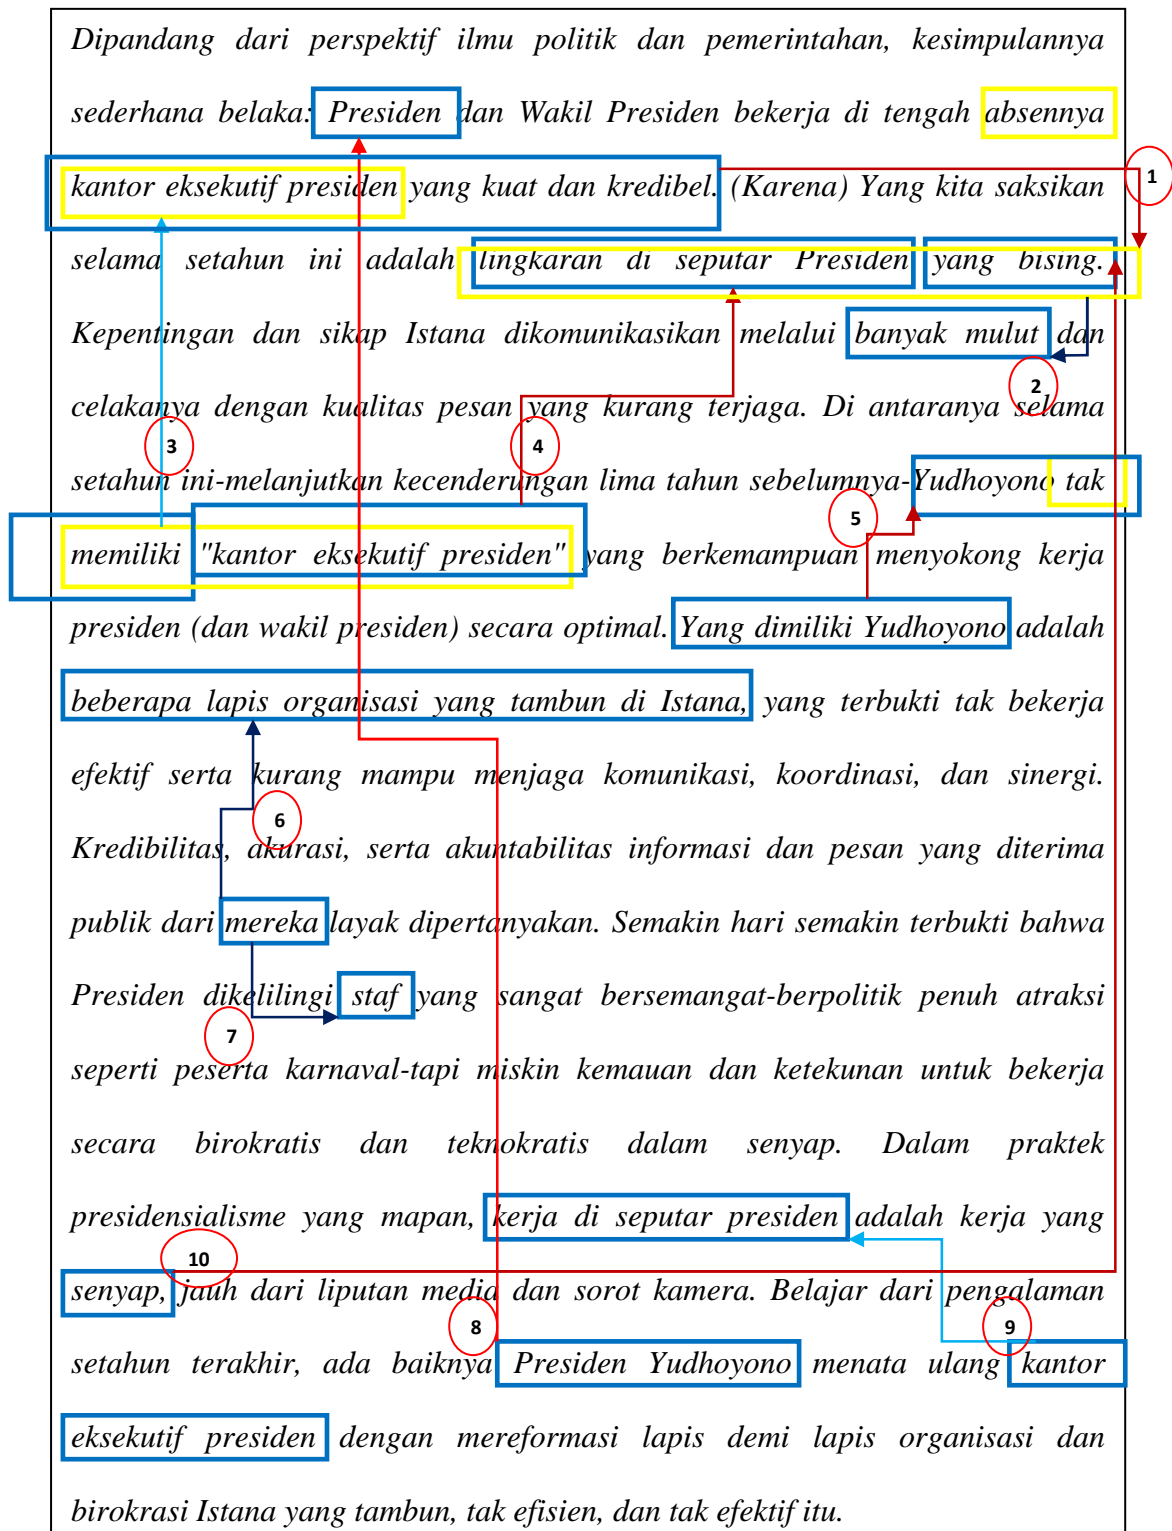 Dipandang dari perspektif ilmu politik dan pemerintahan, kesimpulannya
sederhana belaka: Presiden dan Wakil Presiden bekerja di tengah absennya
kantor eksekutif presiden yang kuat dan kredibel. (Karena) Yang kita saksikan
1
selama setahun ini adalah lingkaran di seputar Presiden yang bising.
Kepentingan dan sikap Istana dikomunikasikan melalui banyak mulut dan
2
celakanya dengan kualitas pesan yang kurang terjaga. Di antaranya selama
3 4
setahun ini-melanjutkan kecenderungan lima tahun sebelumnya-Yudhoyono tak
5
memiliki "kantor eksekutif presiden" yang berkemampuan menyokong kerja
presiden (dan wakil presiden) secara optimal. Yang dimiliki Yudhoyono adalah
beberapa lapis organisasi yang tambun di Istana, yang terbukti tak bekerja
efektif serta kurang mampu menjaga komunikasi, koordinasi, dan sinergi.
6
Kredibilitas, akurasi, serta akuntabilitas informasi dan pesan yang diterima
publik dari mereka layak dipertanyakan. Semakin hari semakin terbukti bahwa
Presiden dikelilingi staf yang sangat bersemangat-berpolitik penuh atraksi
7
seperti peserta karnaval-tapi miskin kemauan dan ketekunan untuk bekerja
secara birokratis dan teknokratis dalam senyap. Dalam praktek
presidensialisme yang mapan, kerja di seputar presiden adalah kerja yang
10
senyap, jauh dari liputan media dan sorot kamera. Belajar dari pengalaman
8 9
setahun terakhir, ada baiknya Presiden Yudhoyono menata ulang kantor
eksekutif presiden dengan mereformasi lapis demi lapis organisasi dan
birokrasi Istana yang tambun, tak efisien, dan tak efektif itu.